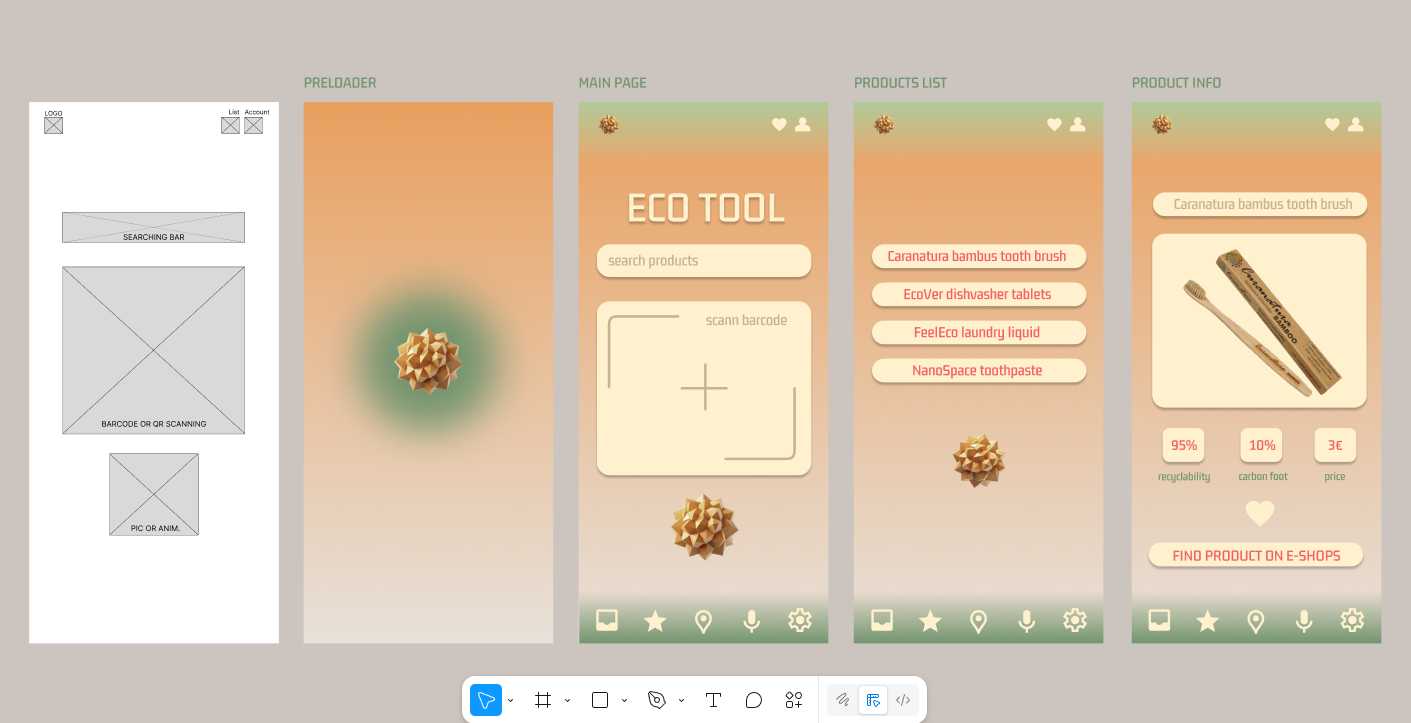 PRELOADER
MAIN PAGE
PRODUCTS LIST
PRODUCT INFO
LOGO
List Account
SEARCHING BAR
BARCODE OR QR SCANNING
PIC OR ANIM.
ECO TOOL
search products
scann barcode
Caranatura bambus tooth brush
EcoVer dishvasher tablets
FeelEco laundry liquid
NanoSpace toothpaste
Caranatura bambus tooth brush
BAMBOO
95%
10%
3€
recyclability
carbon foot
price
FIND PRODUCT ON E-SHOPS